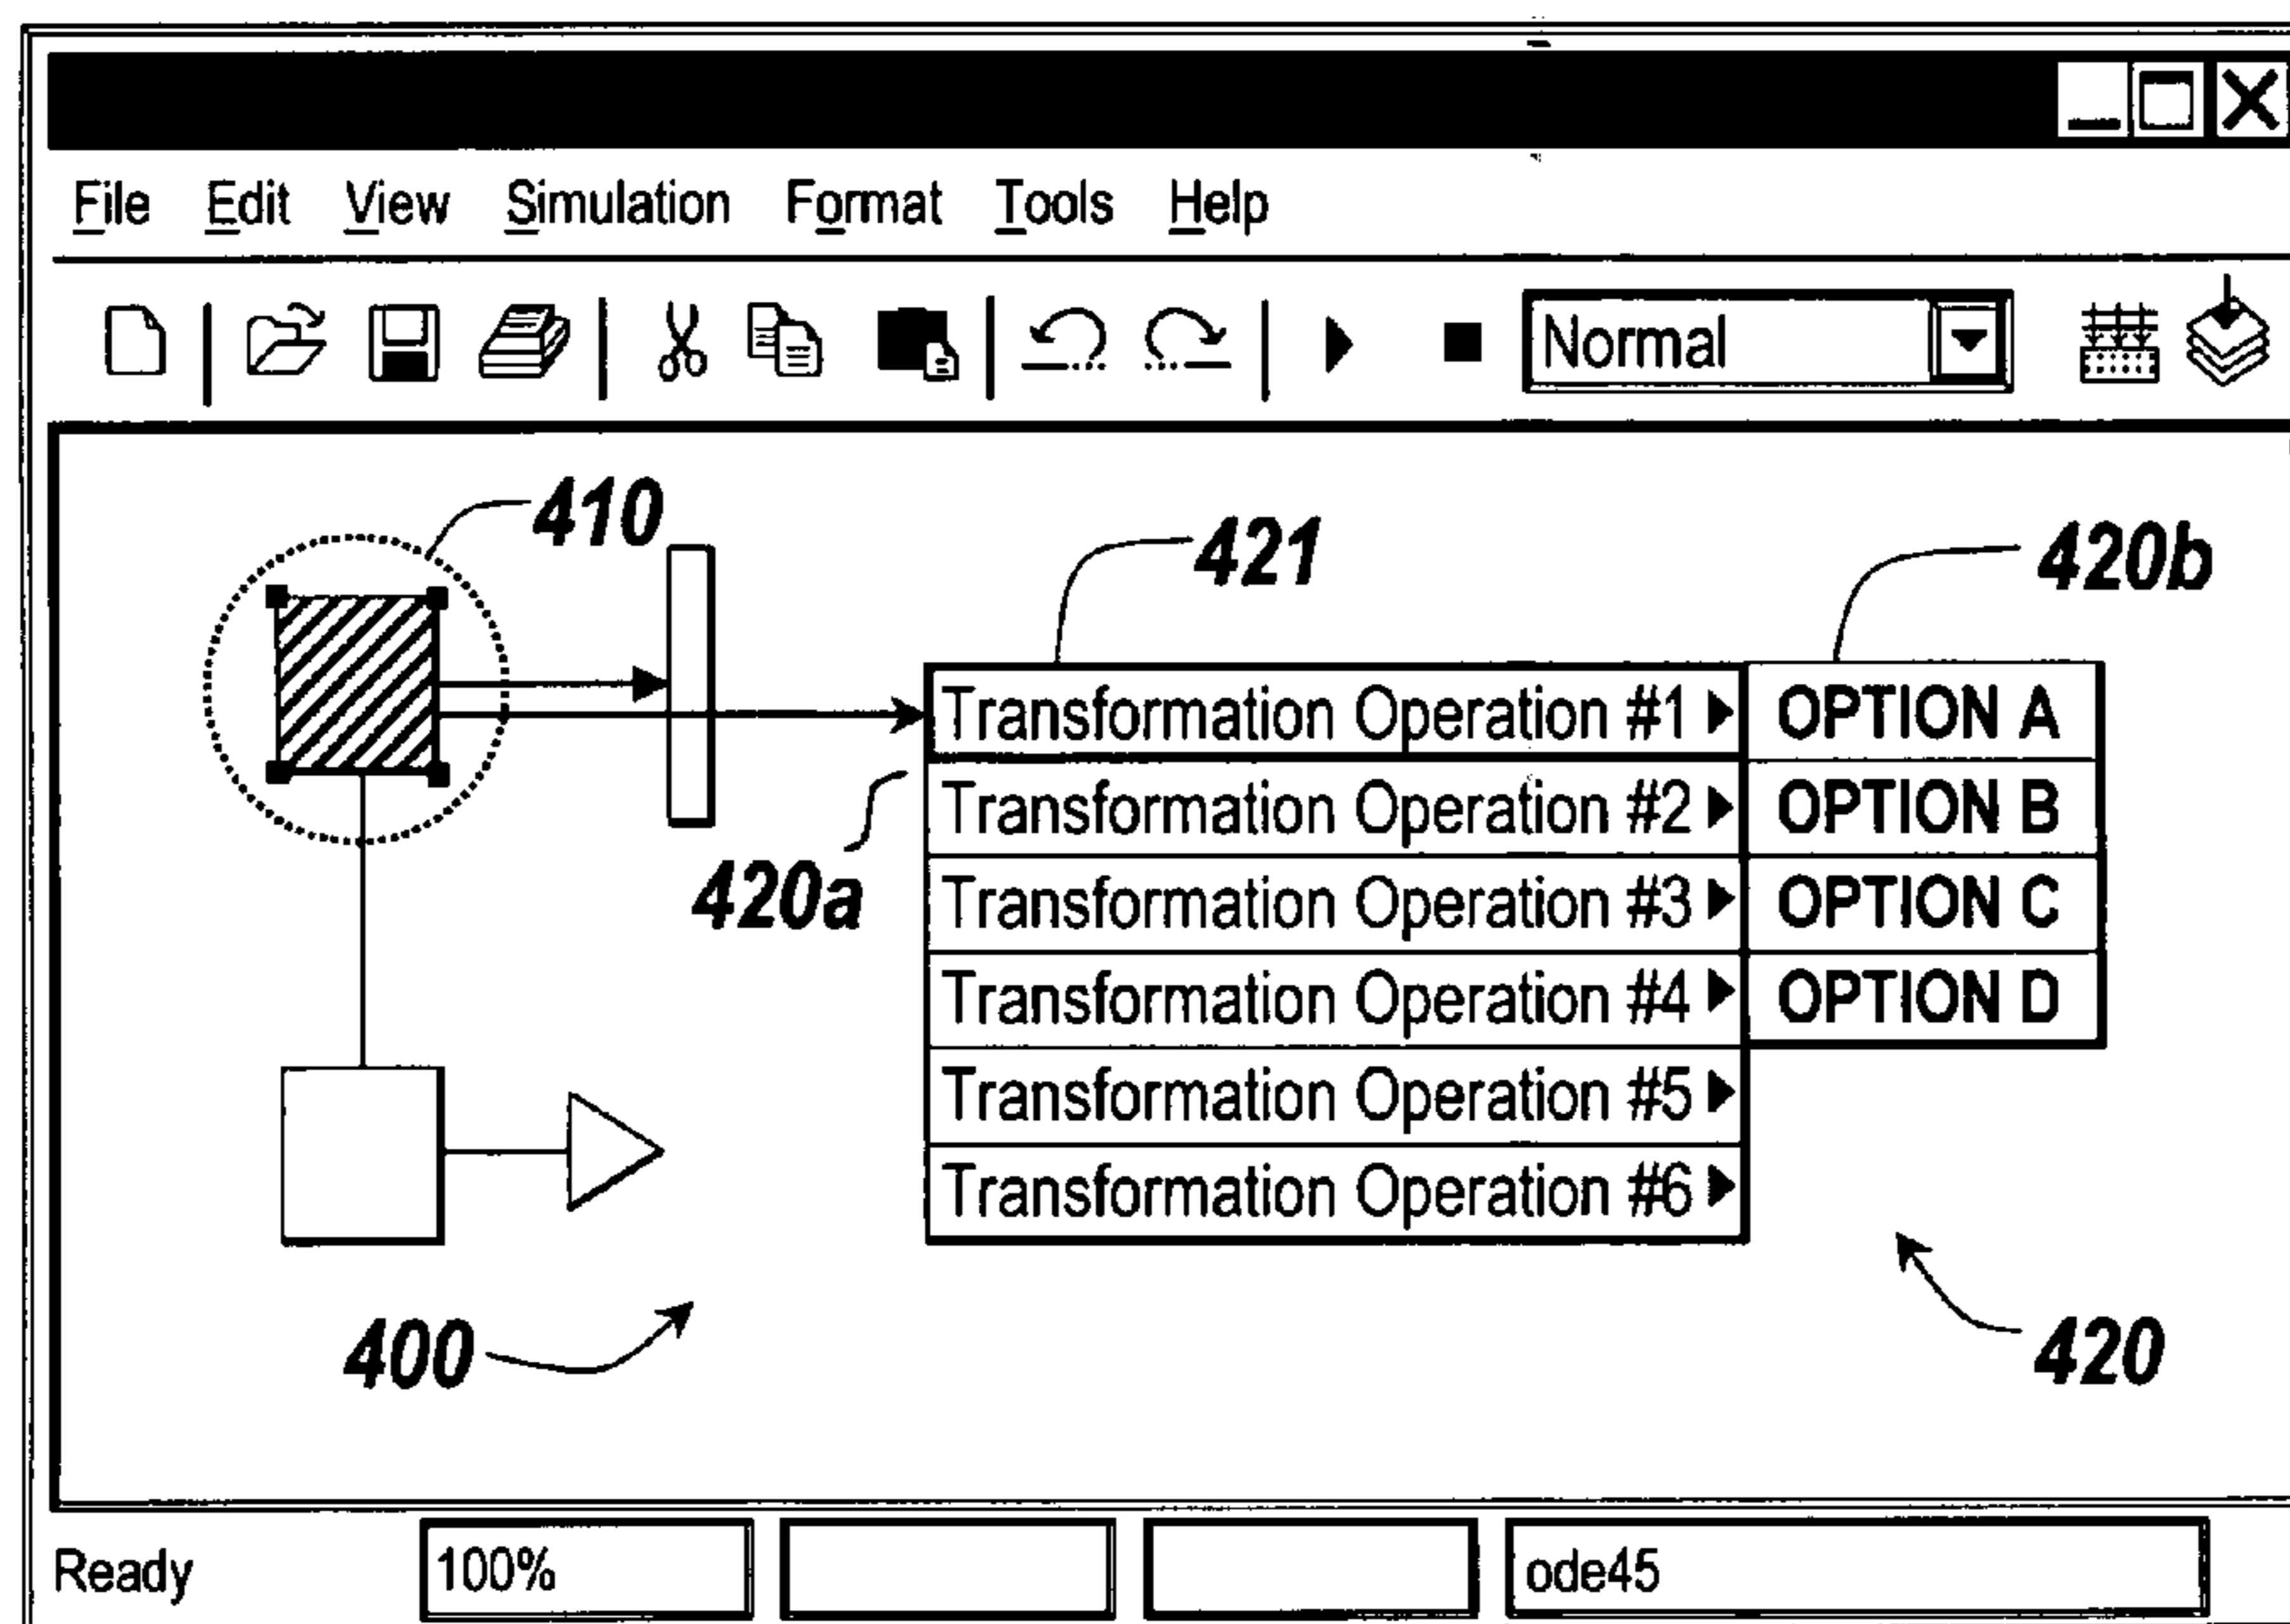 File Edit View Simulation Format Tools Help
Normal
410
421
420b
Transformation Operation #1 OPTION A
Transformation Operation #2 OPTION B
420a
Transformation Operation #3 OPTION C
Transformation Operation #4 OPTION D
Transformation Operation #5
Transformation Operation #6
400
420
Ready 100% ode45